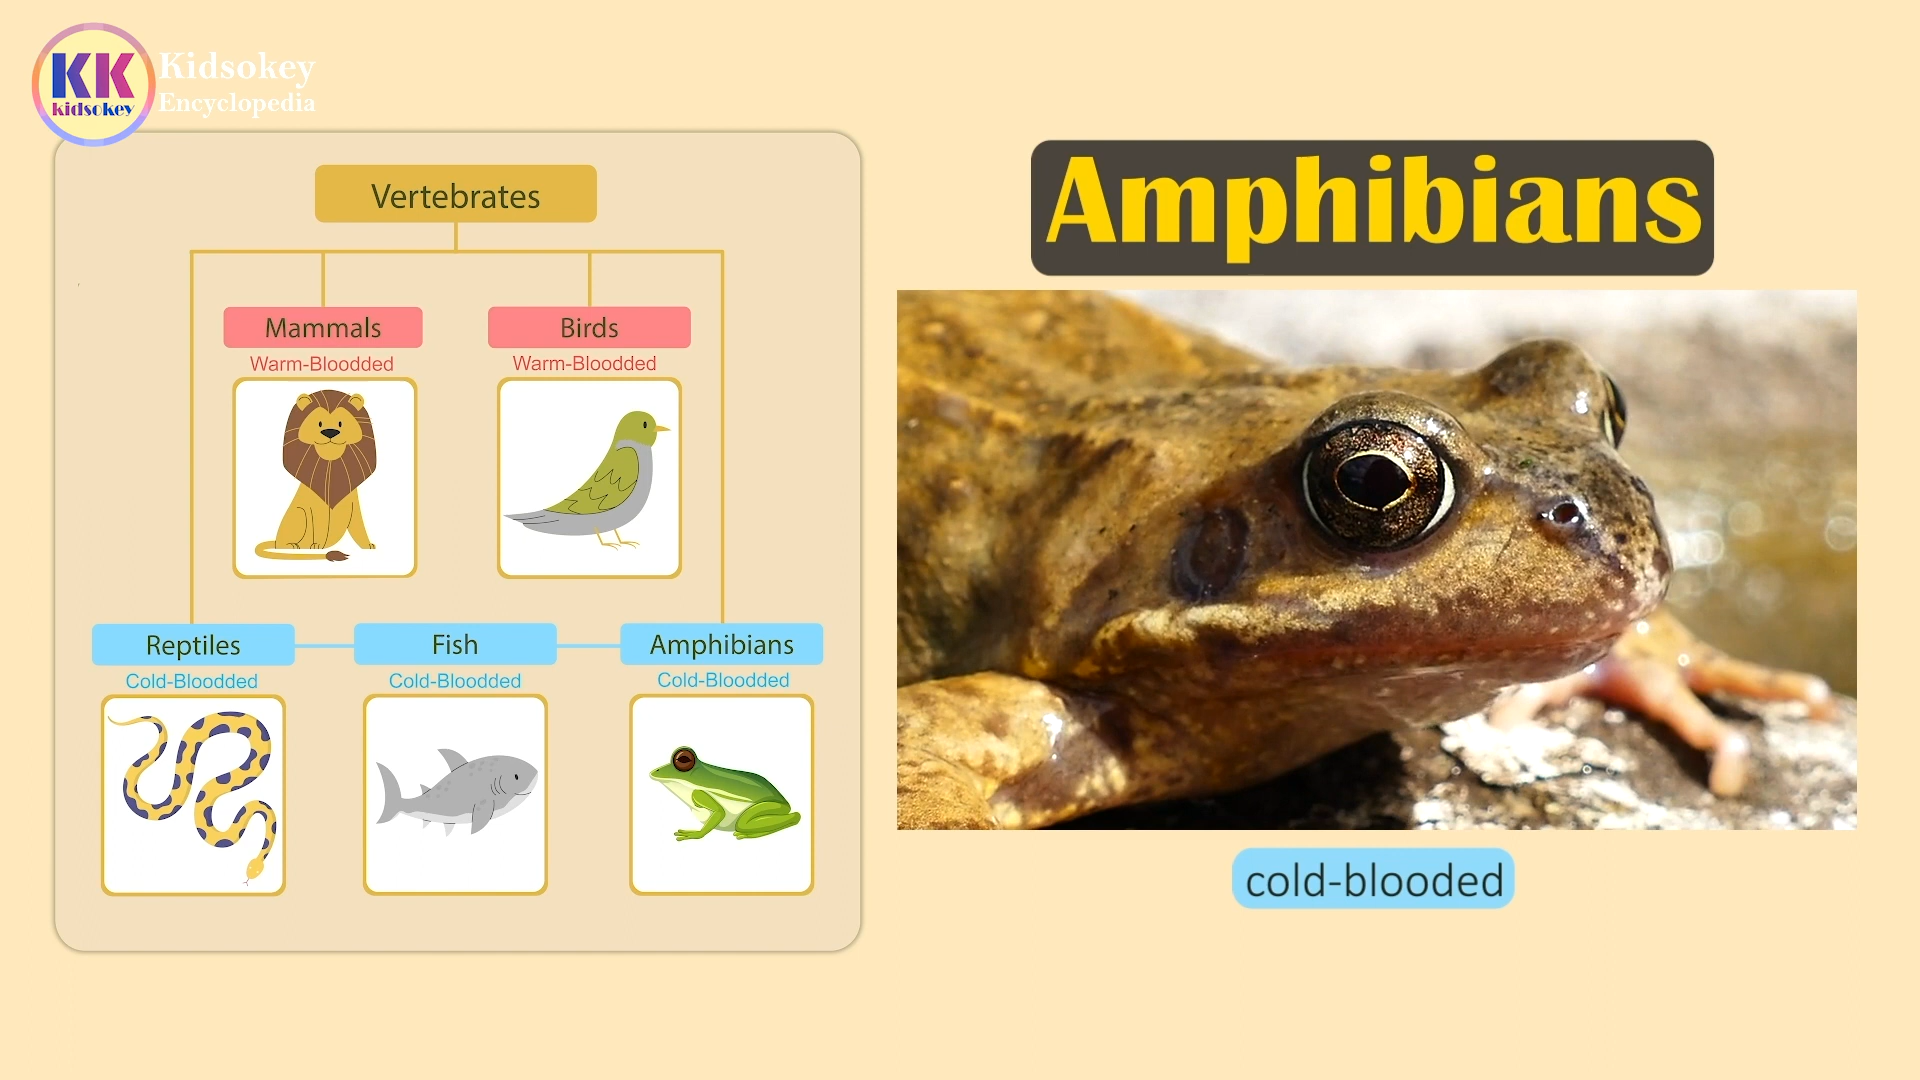 KK
kidsokey
Kidsokey
Encyclopedia
Vertebrates
Mammals
Warm-Bloodded
Birds
Warm-Bloodded
Reptiles
Cold-Bloodded
Fish
Cold-Bloodded
Amphibians
Cold-Bloodded
Amphibians
cold-blooded